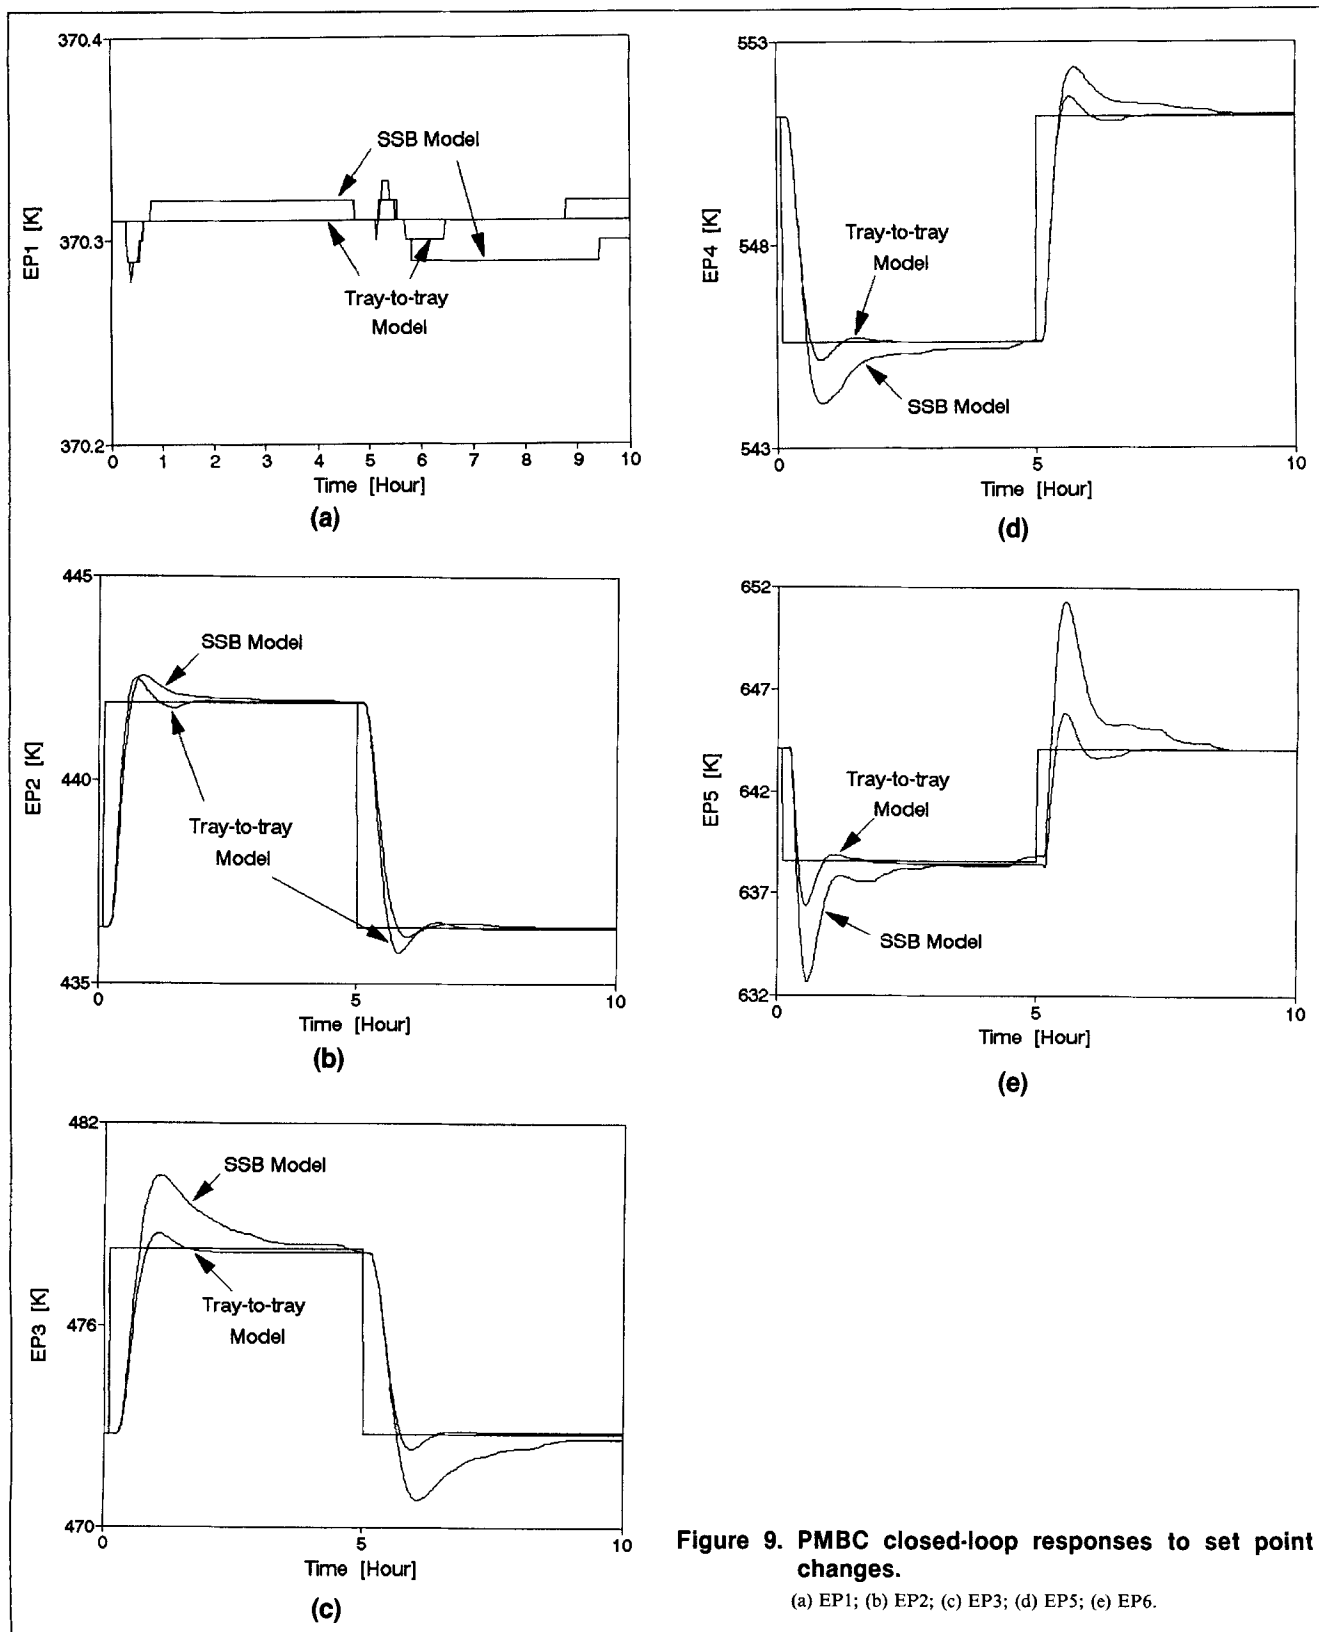 370.4
370.3
370.2
EP1 [K]
SSB Model
Tray-to-tray
Model
0 1 2 3 4 5 6 7 8 9 10
Time [Hour]
(a)
445
440
435
EP2 [K]
SSB Model
Tray-to-tray
Model
0 5 10
Time [Hour]
(b)
482
476
470
EP3 [K]
SSB Model
Tray-to-tray
Model
0 5 10
Time [Hour]
(c)
553
548
543
EP4 [K]
Tray-to-tray
Model
SSB Model
0 5 10
Time [Hour]
(d)
652
647
642
637
632
EP5 [K]
Tray-to-tray
Model
SSB Model
0 5 10
Time [Hour]
(e)
Figure 9. PMBC closed-loop responses to set point
changes.
(a) EP1; (b) EP2; (c) EP3; (d) EP5; (e) EP6.